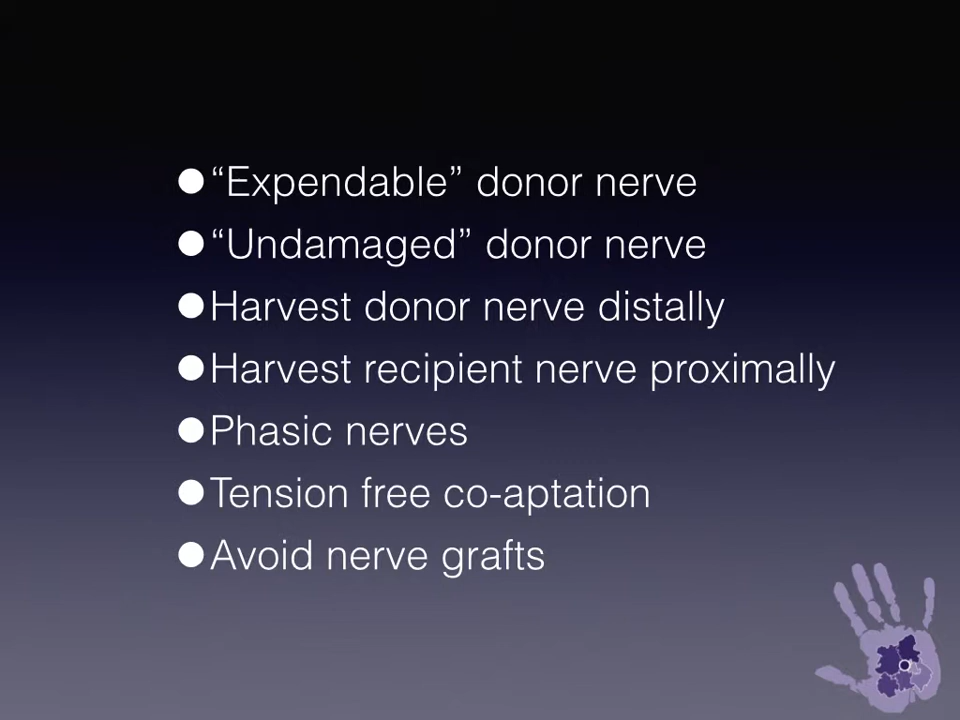 ● “Expendable” donor nerve
● “Undamaged” donor nerve
● Harvest donor nerve distally
● Harvest recipient nerve proximally
● Phasic nerves
● Tension free co-aptation
● Avoid nerve grafts